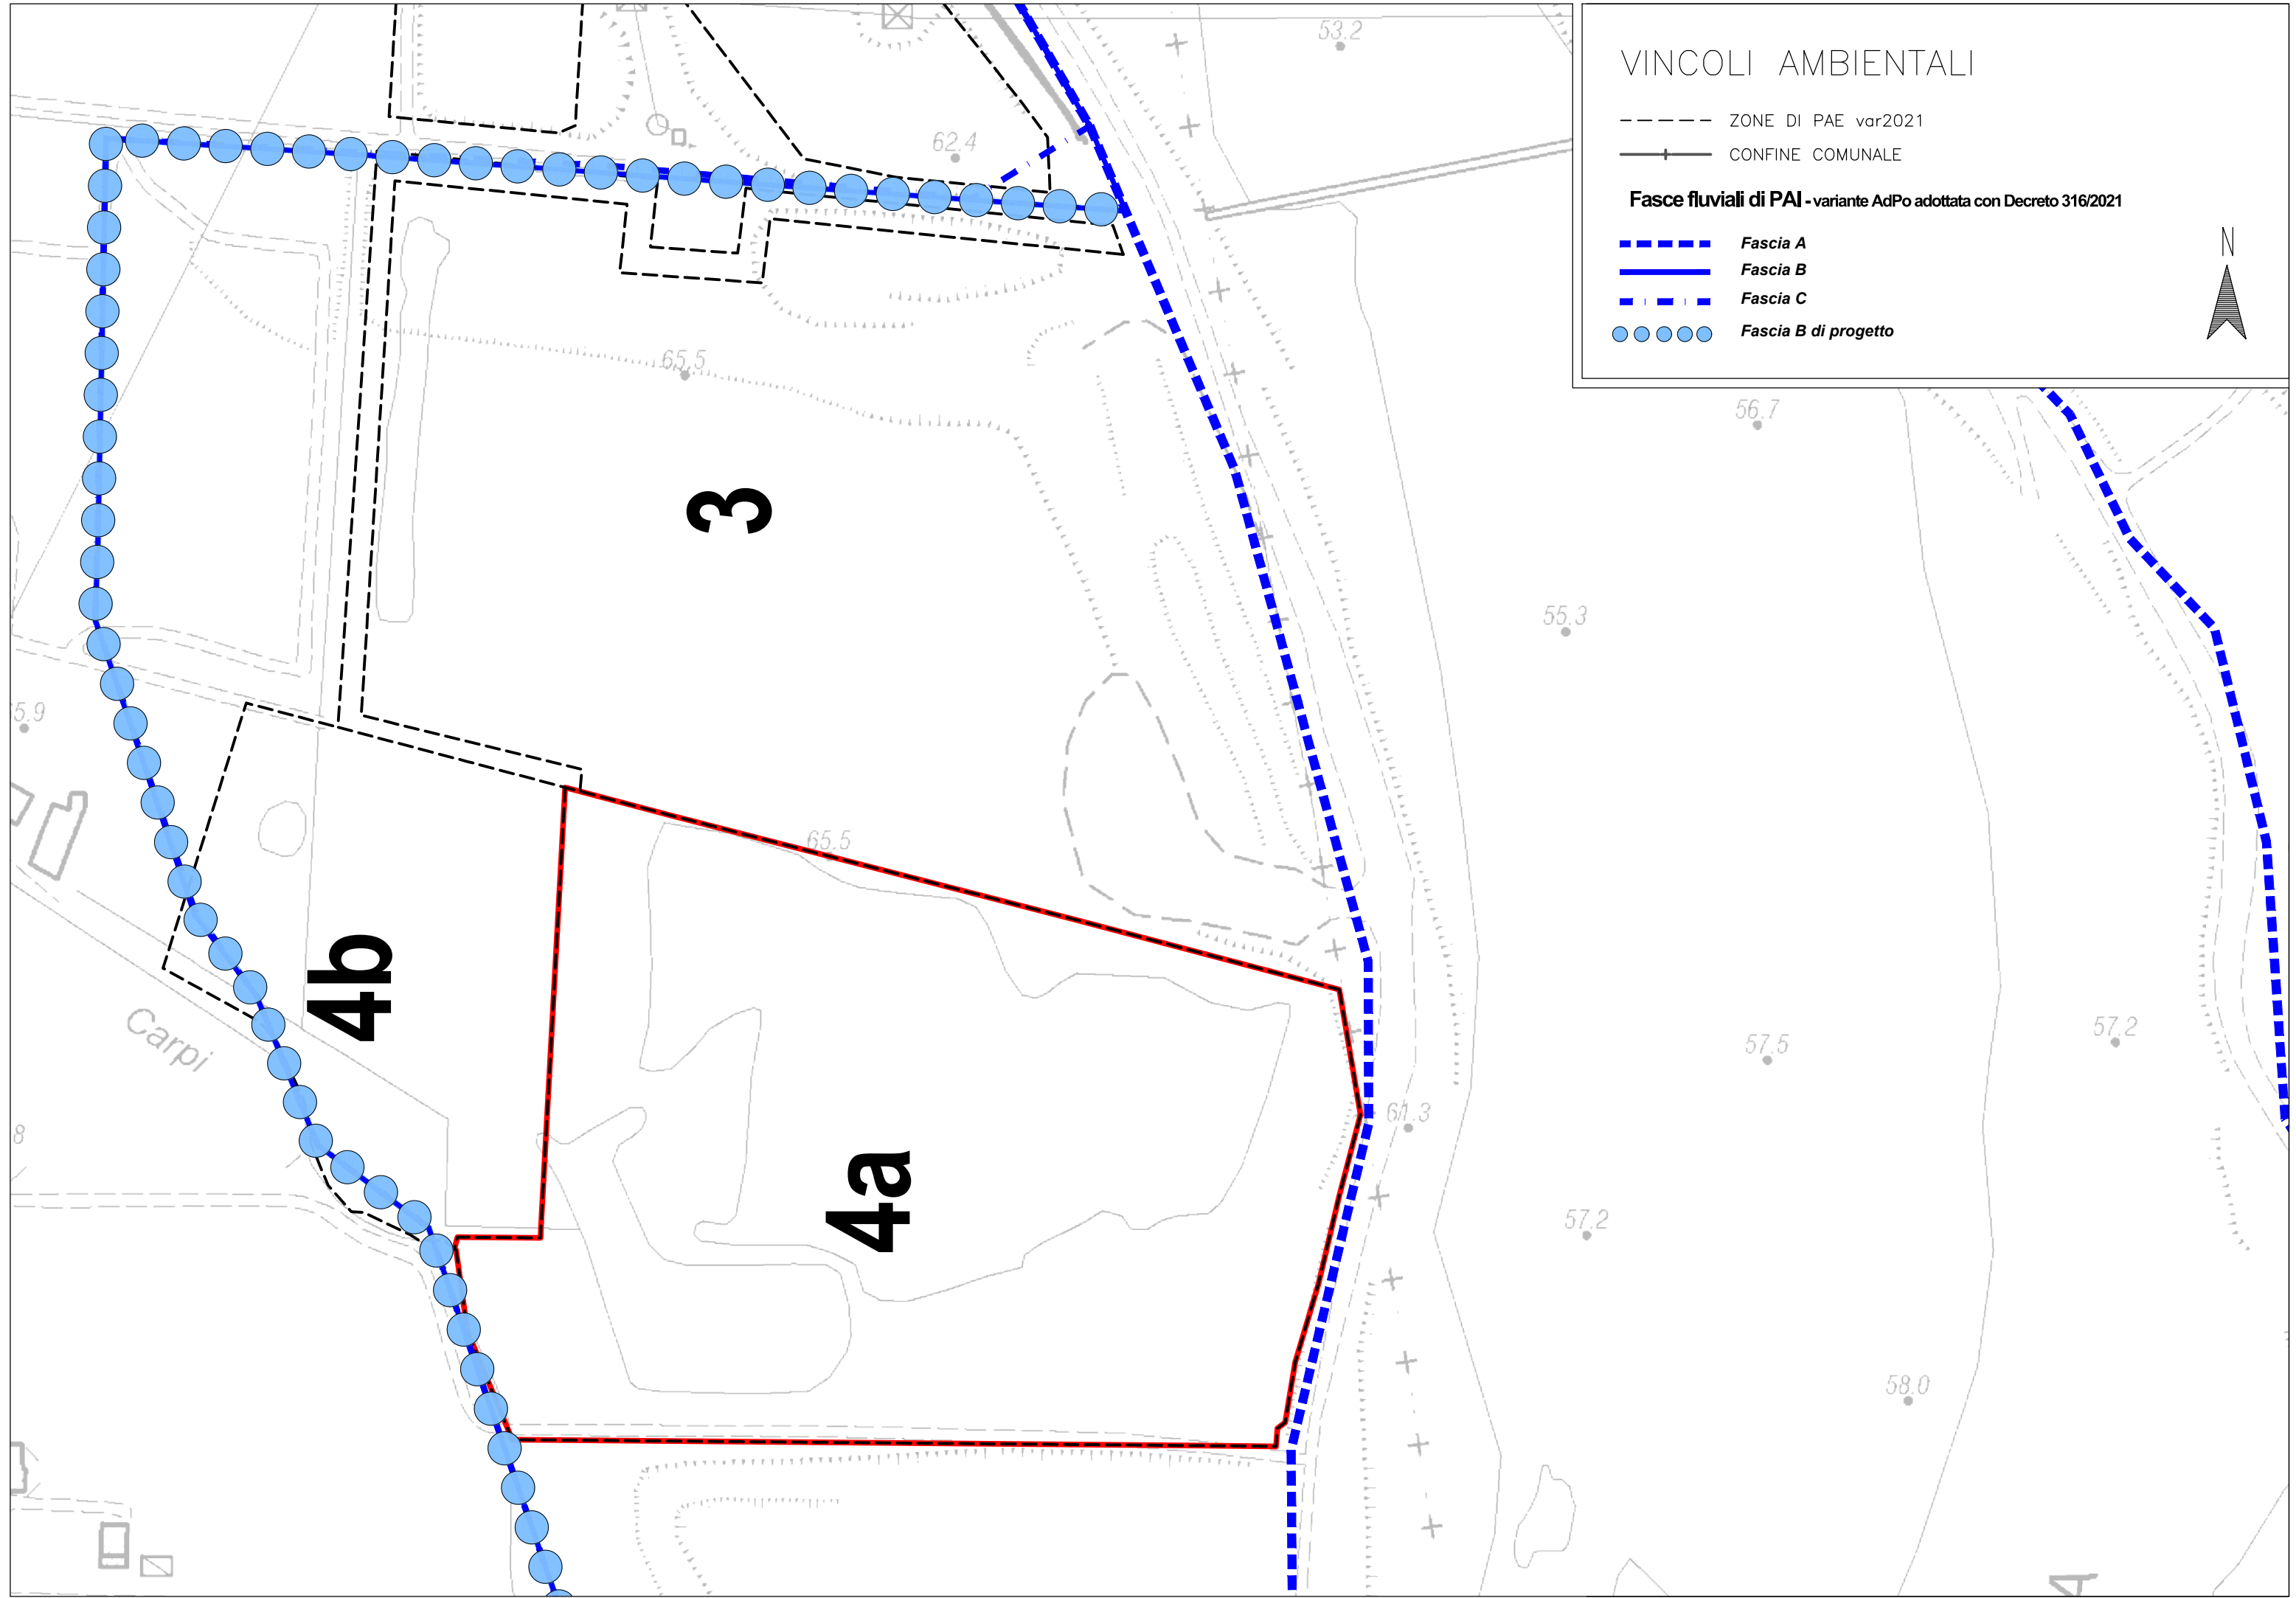 VINCOLI AMBIENTALI
ZONE DI PAE var2021
CONFINE COMUNALE
Fasce fluviali di PAI - variante AdPo adottata con Decreto 316/2021
Fascia A
Fascia B
Fascia C
Fascia B di progetto
N
53.2
62.4
65.5
56.7
3
55.3
5.9
65.5
4b
Carpi
57.5
57.2
61.3
8
4a
57.2
58.0